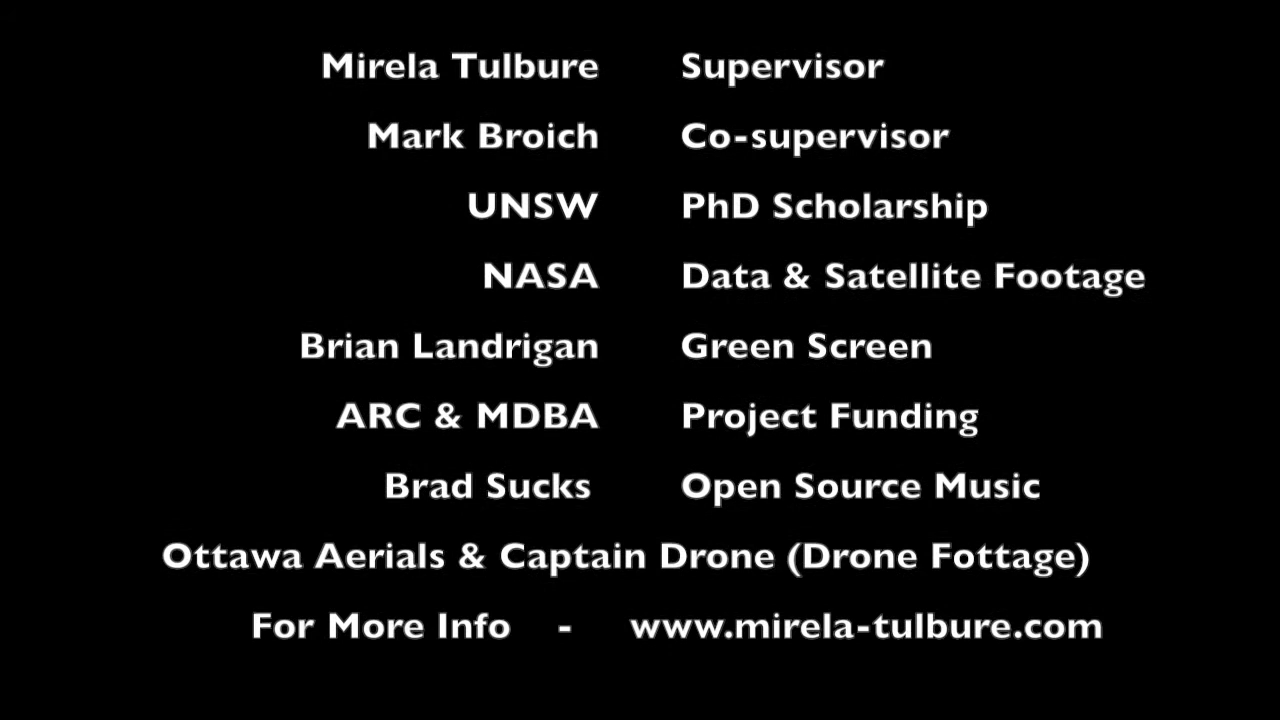 Mirela Tulbure Supervisor
Mark Broich Co-supervisor
UNSW PhD Scholarship
NASA Data & Satellite Footage
Brian Landrigan Green Screen
ARC & MDBA Project Funding
Brad Sucks Open Source Music
Ottawa Aerials & Captain Drone (Drone Fottage)
For More Info - www.mirela-tulbure.com